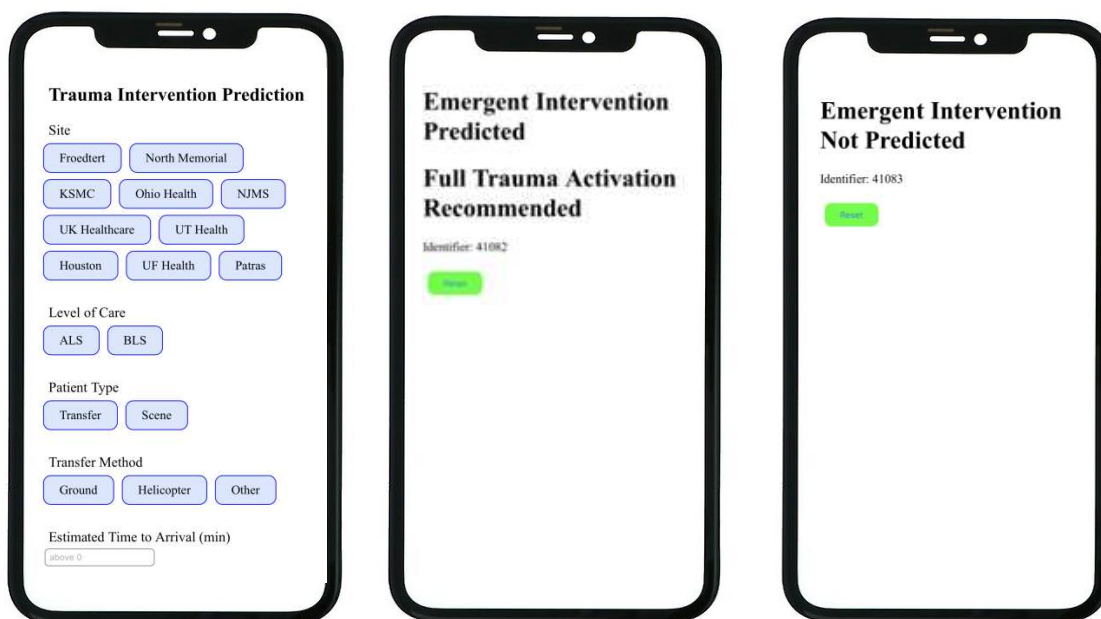 Trauma Intervention Prediction
Site
Froedtert North Memorial
KSMC Ohio Health NJMS
UK Healthcare UT Health
Houston UF Health Patras
Level of Care
ALS BLS
Patient Type
Transfer Scene
Transfer Method
Ground Helicopter Other
Estimated Time to Arrival (min)
above 0
Emergent Intervention
Predicted
Full Trauma Activation
Recommended
Identifier: 41082
Reset
Emergent Intervention
Not Predicted
Identifier: 41083
Reset